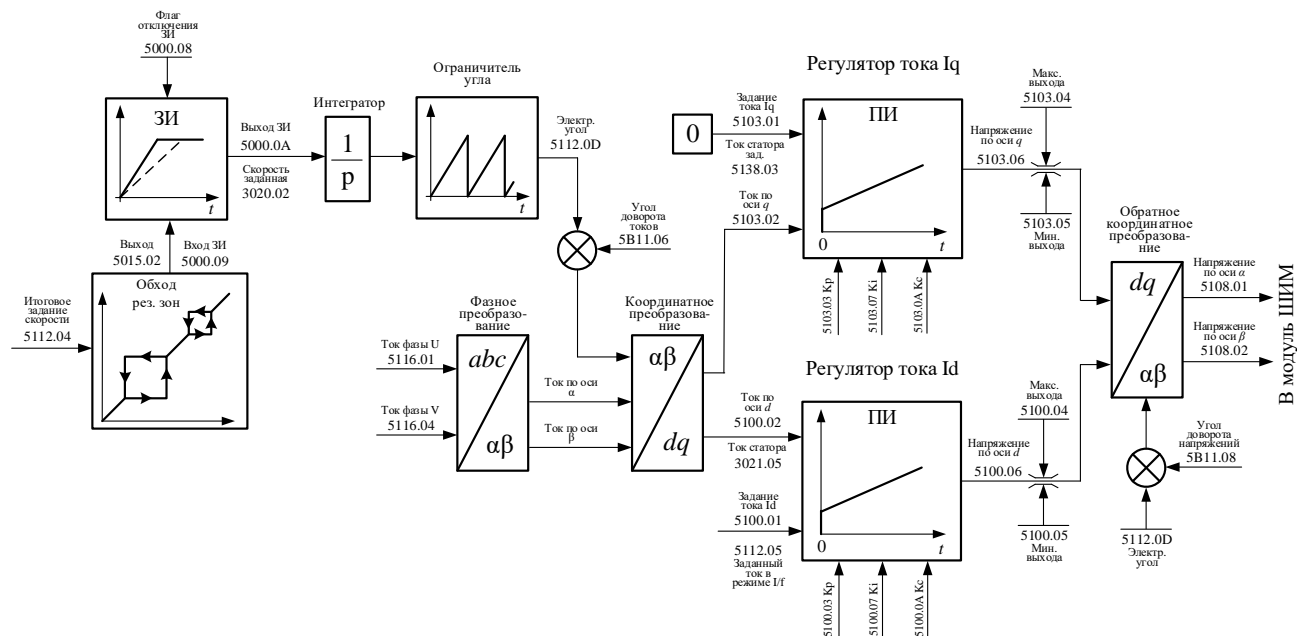 Флаг
отключения
ЗИ
5000.08
ЗИ
t
Выход ЗИ
5000.0A
Скорость
заданная
3020.02
Интегратор
1
p
Ограничитель
угла
t
Электр.
угол
5112.0D
Угол
доворота
токов
5B11.06
Выход
5015.02
Вход ЗИ
5000.09
Обход
рез. зон
Итоговое
задание
скорости
5112.04
Фазное
преобразо-
вание
abc
αβ
Ток фазы U
5116.01
Ток фазы V
5116.04
Ток по оси
α
Ток по оси
β
Координатное
преобразова-
ние
αβ
dq
Регулятор тока Iq
0
Задание
тока Iq
5103.01
Ток статора
зад.
5138.03
Ток по
оси q
5103.02
ПИ
0
t
5103.03 Kp
5103.07 Ki
5103.0A Kc
Напряжение
по оси q
5103.06
Макс.
выхода
5103.04
5103.05
Мин.
выхода
Регулятор тока Id
Ток по
оси d
5100.02
Ток статора
3021.05
Задание
тока Id
5100.01
5112.05
Заданный
ток в
режиме I/f
ПИ
0
t
5100.03 Kp
5100.07 Ki
5100.0A Kc
Напряжение
по оси d
5100.06
Макс.
выхода
5100.04
5100.05
Мин.
выхода
Обратное
координатное
преобразова-
ние
dq
αβ
Напряжение
по оси α
5108.01
Напряжение
по оси β
5108.02
Угол
доворота
напряжений
5B11.08
5112.0D
Электр.
угол
В модуль ШИМ